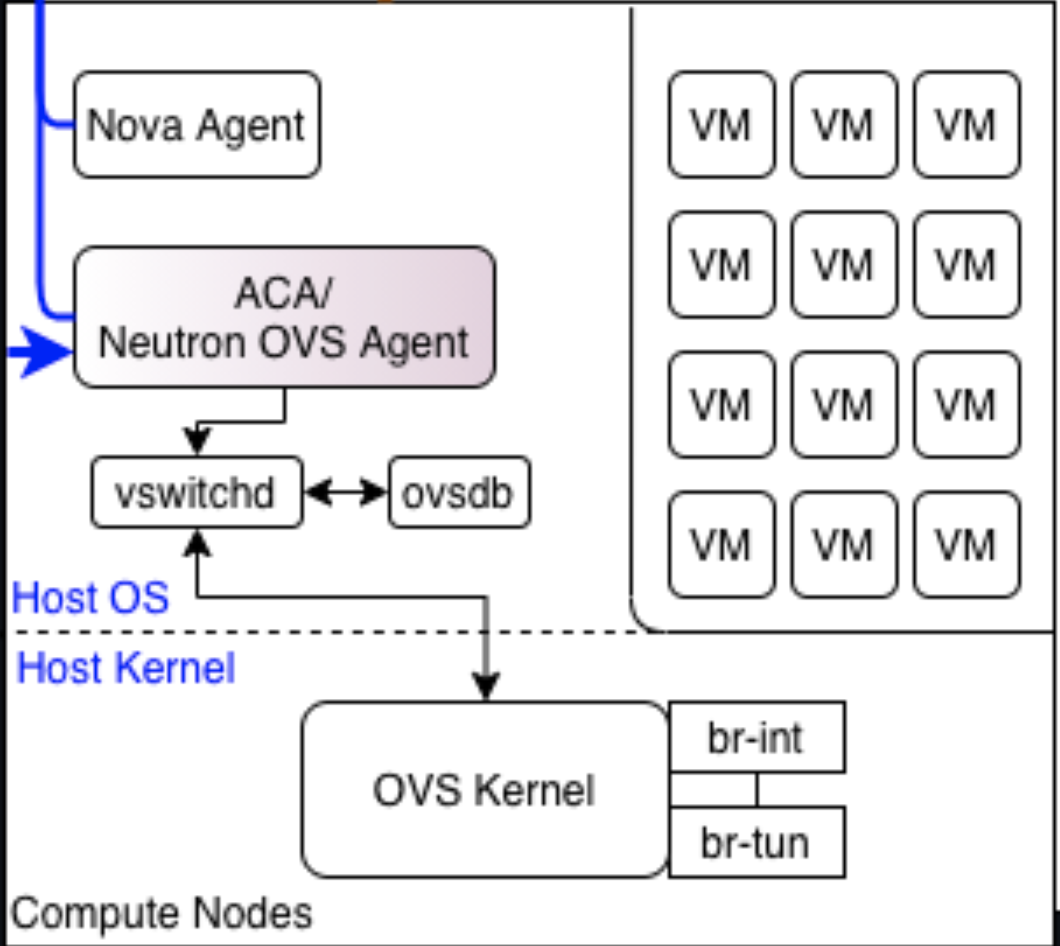 Nova Agent
VM VM VM
ACA/
Neutron OVS Agent
VM VM VM
VM VM VM
vswitchd
ovsdb
VM VM VM
Host OS
Host Kernel
OVS Kernel
br-int
br-tun
Compute Nodes